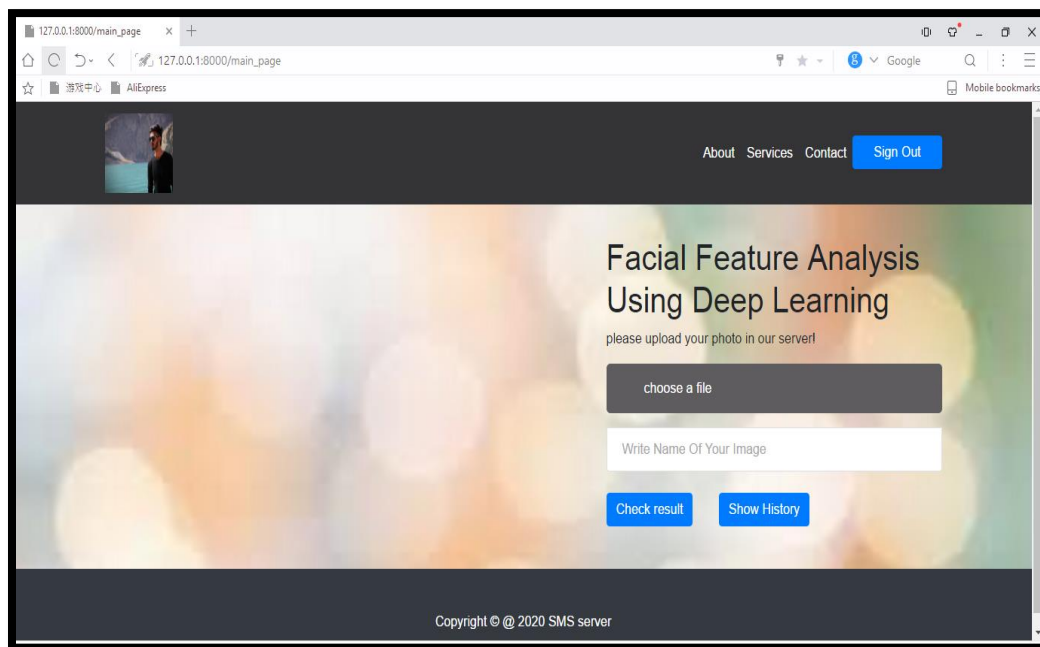 127.0.0.1:8000/main_page
127.0.0.1:8000/main_page
Google
游戏中心 AliExpress Mobile bookmarks
About Services Contact Sign Out
Facial Feature Analysis
Using Deep Learning
please upload your photo in our server!
choose a file
Write Name Of Your Image
Check result Show History
Copyright © @ 2020 SMS server